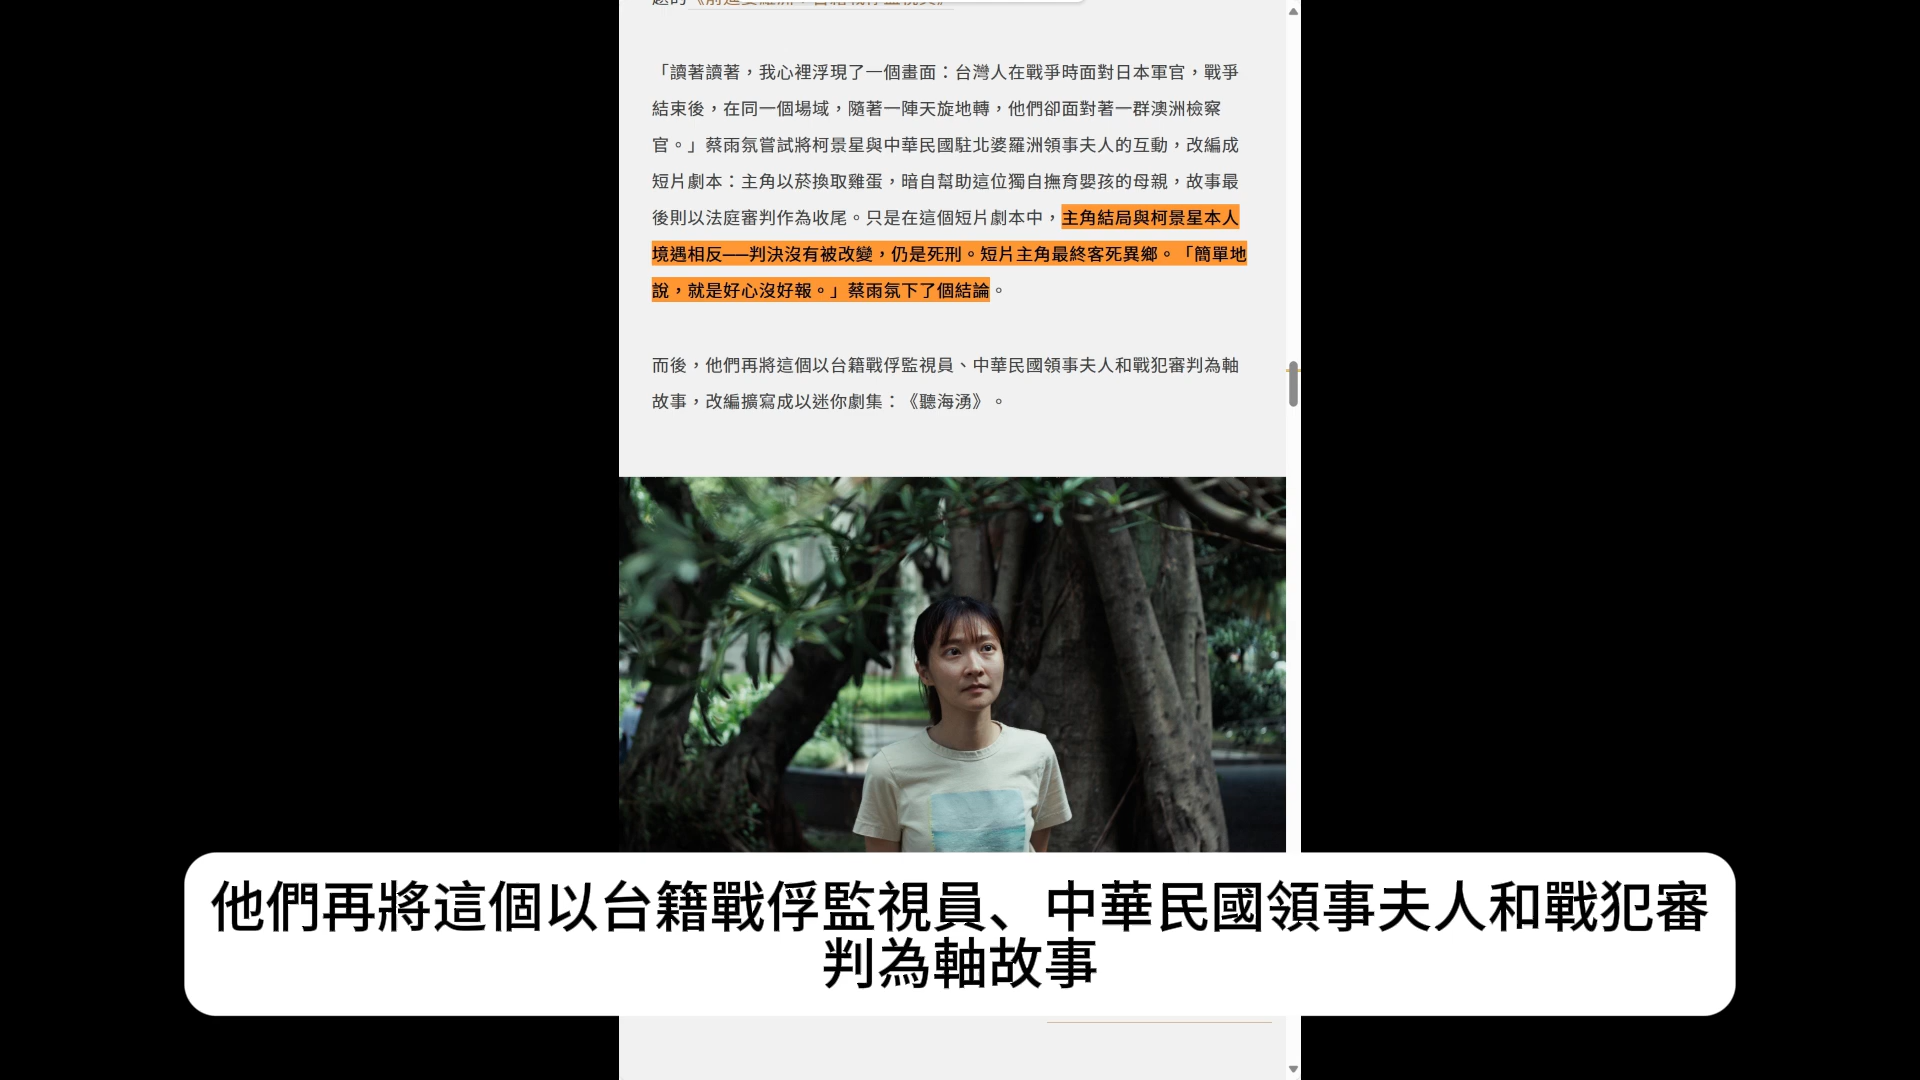 「讀著讀著，我心裡浮現了一個畫面：台灣人在戰爭時面對日本軍官，戰爭
結束後，在同一個場域，隨著一陣天旋地轉，他們卻面對著一群澳洲檢察
官。」蔡雨氛嘗試將柯景星與中華民國駐北婆羅洲領事夫人的互動，改編成
短片劇本：主角以菸換取雞蛋，暗自幫助這位獨自撫育嬰孩的母親，故事最
後則以法庭審判作為收尾。只是在這個短片劇本中，主角結局與柯景星本人
境遇相反——判決沒有被改變，仍是死刑。短片主角最終客死異鄉。「簡單地
說，就是好心沒好報。」蔡雨氛下了個結論。
而後，他們再將這個以台籍戰俘監視員、中華民國領事夫人和戰犯審判為軸
故事，改編擴寫成以迷你劇集：《聽海湧》。
他們再將這個以台籍戰俘監視員、中華民國領事夫人和戰犯審
判為軸故事